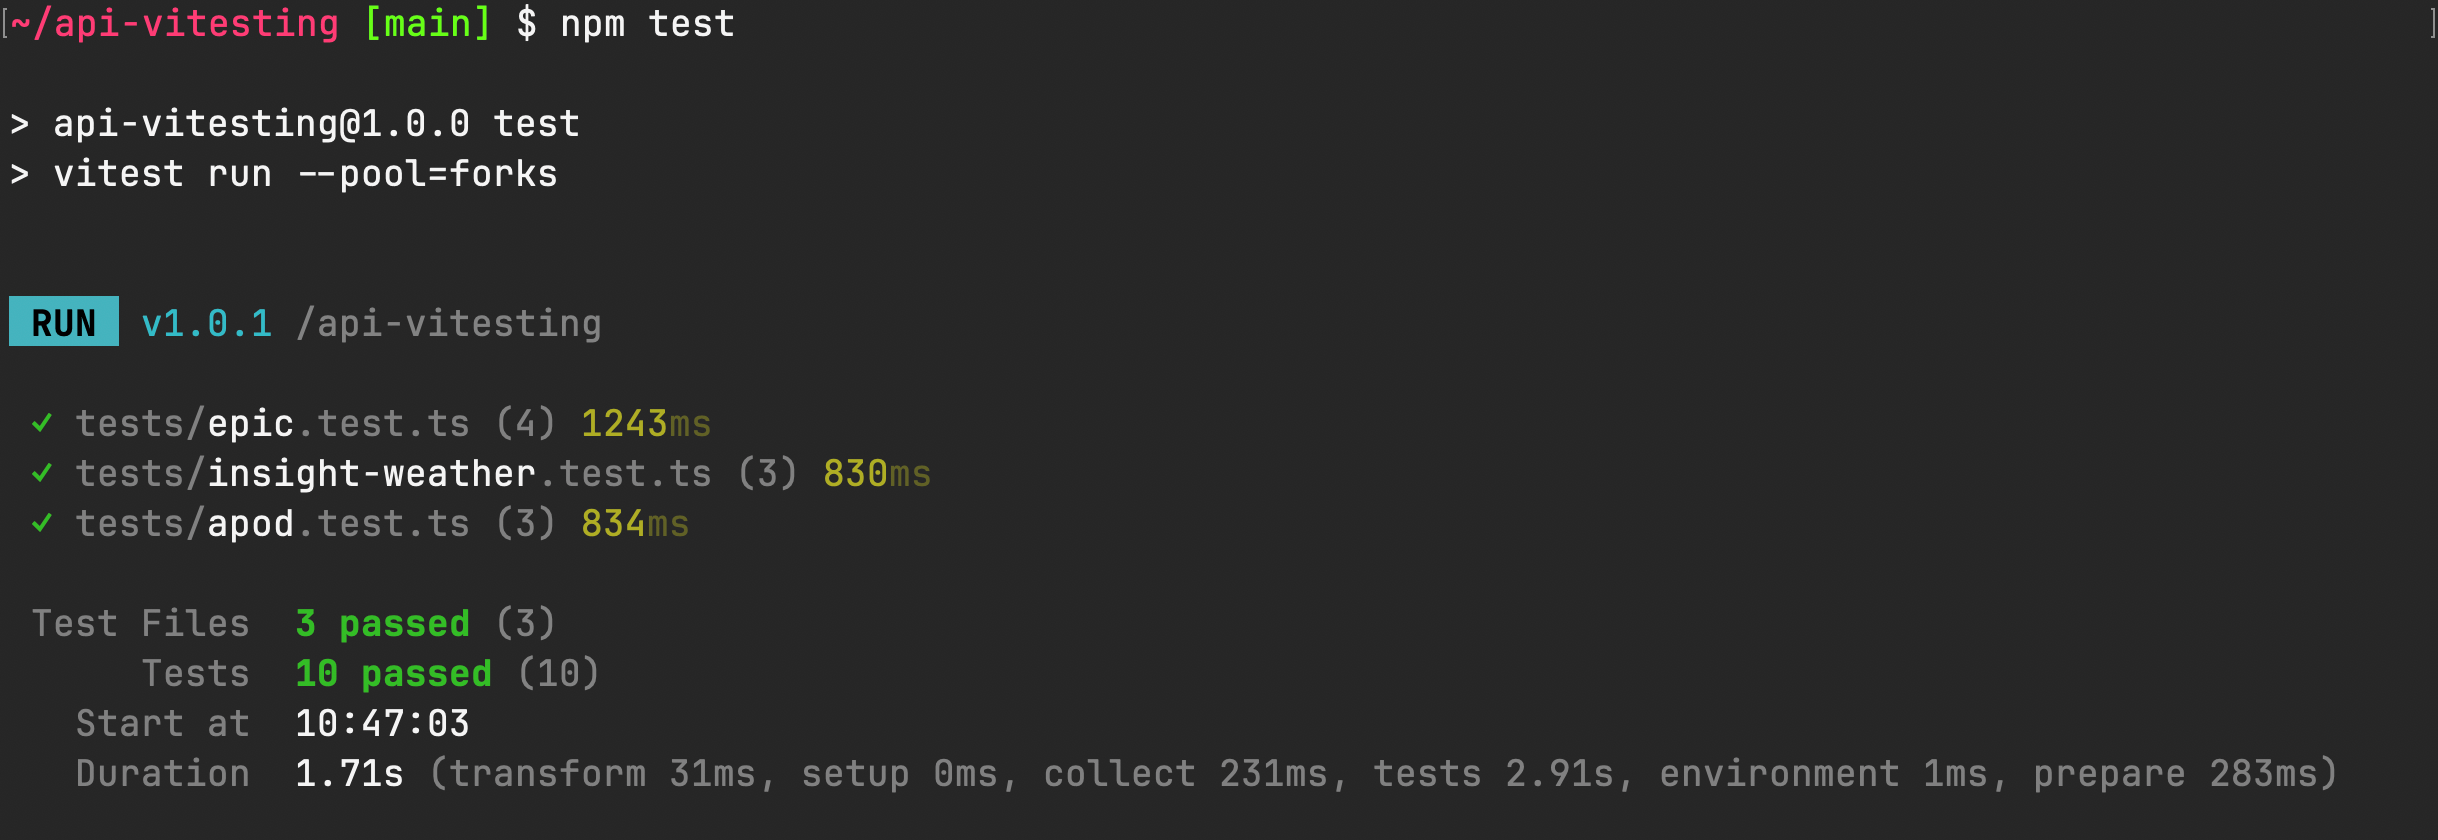 [~/api-vitesting [main] $ npm test ]
> api-vitesting@1.0.0 test
> vitest run --pool=forks
RUN v1.0.1 /api-vitesting
✓ tests/epic.test.ts (4) 1243ms
✓ tests/insight-weather.test.ts (3) 830ms
✓ tests/apod.test.ts (3) 834ms
Test Files 3 passed (3)
Tests 10 passed (10)
Start at 10:47:03
Duration 1.71s (transform 31ms, setup 0ms, collect 231ms, tests 2.91s, environment 1ms, prepare 283ms)